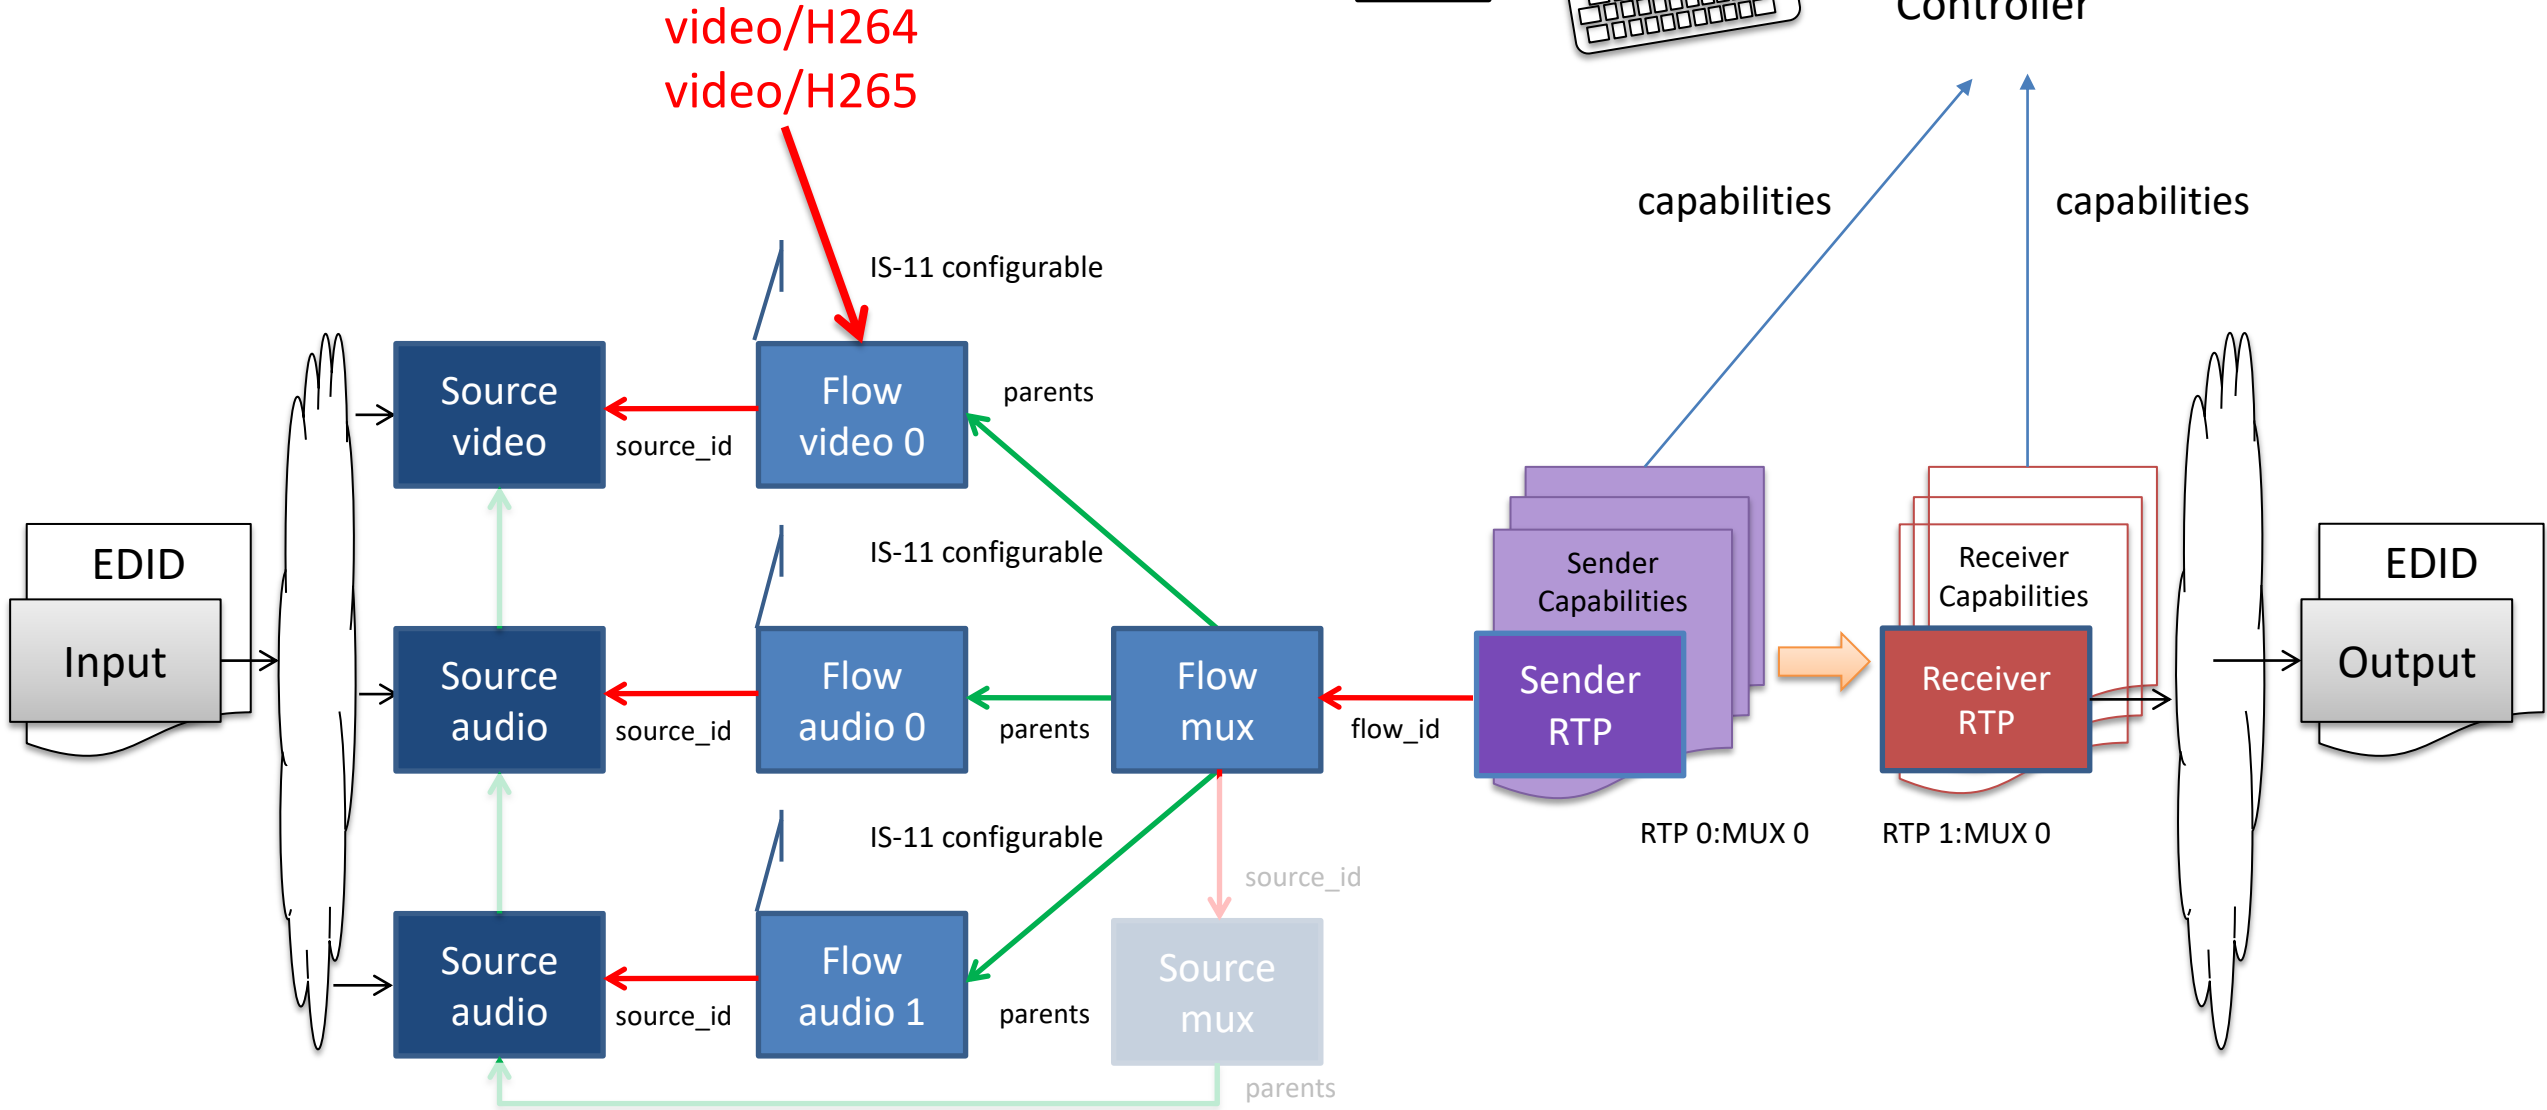 video/H264
video/H265
Controller
capabilities
capabilities
IS-11 configurable
Source
video
source_id
Flow
video 0
parents
EDID
Input
IS-11 configurable
Source
audio
source_id
Flow
audio 0
parents
Flow
mux
flow_id
Sender
Capabilities
Sender
RTP
Receiver
Capabilities
Receiver
RTP
EDID
Output
RTP 0:MUX 0
RTP 1:MUX 0
IS-11 configurable
source_id
Source
audio
source_id
Flow
audio 1
parents
Source
mux
parents